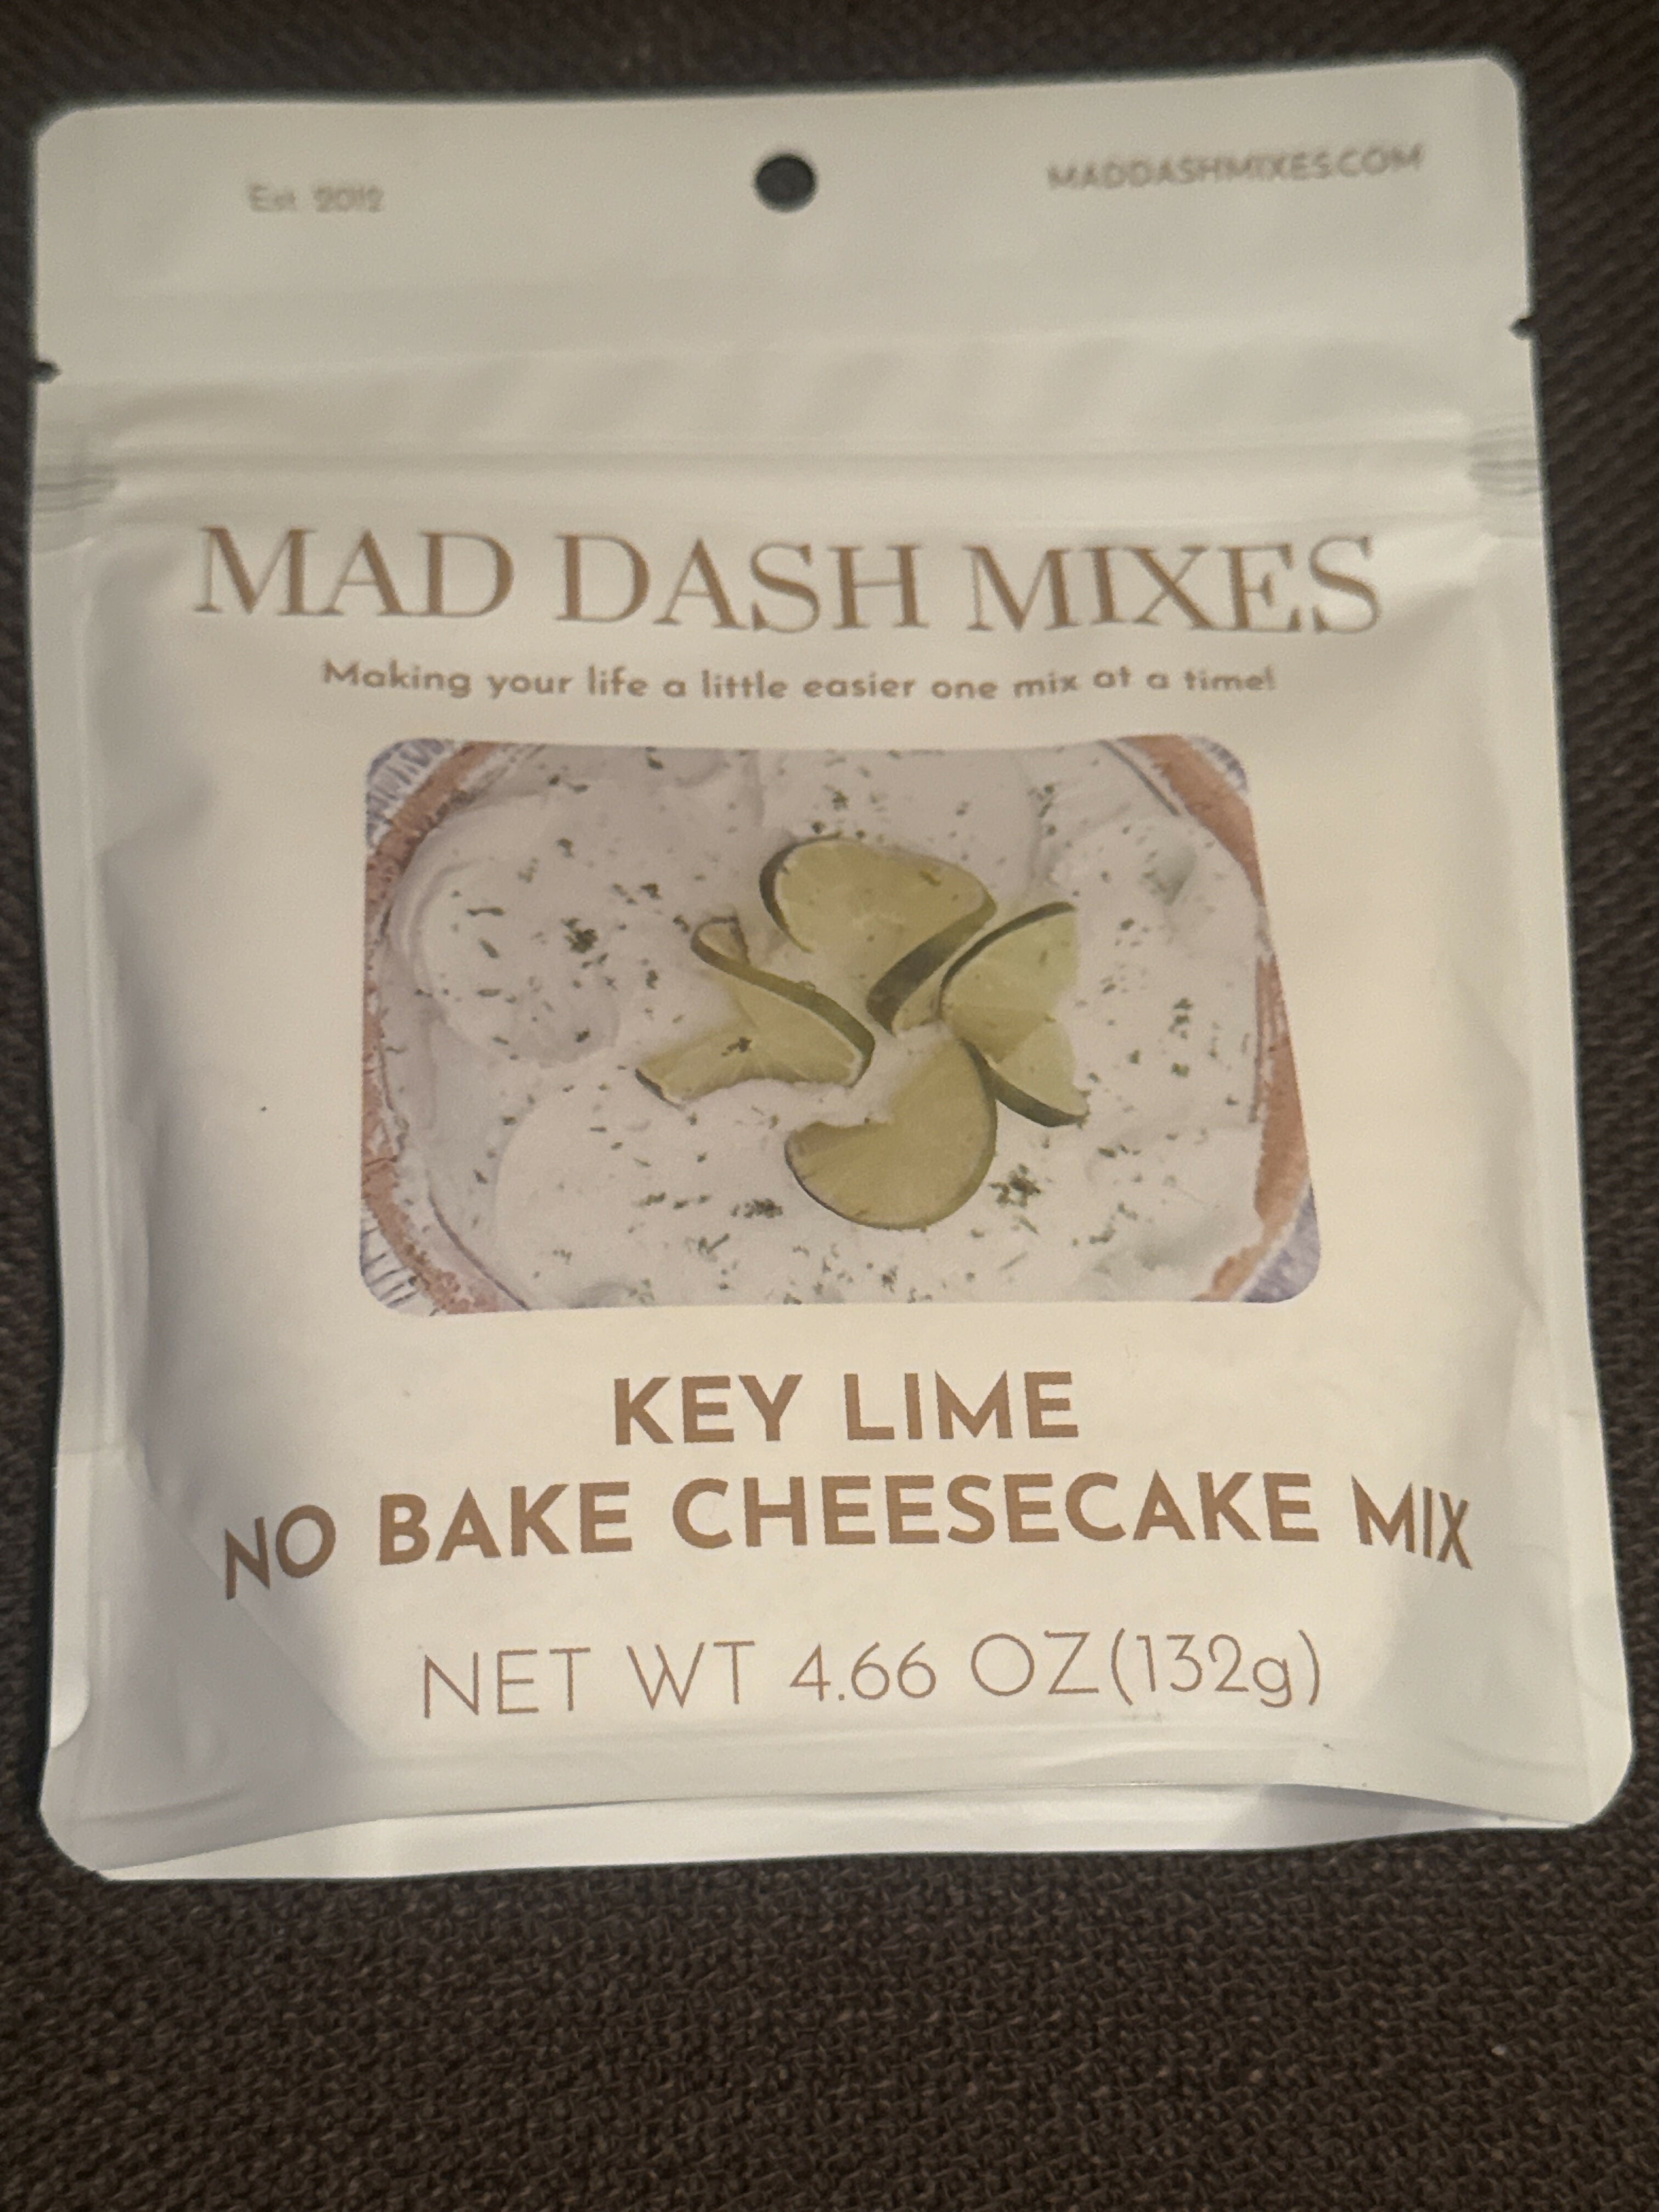 Est. 2012
MADDASHMIXES.COM
MAD DASH MIXES
Making your life a little easier one mix at a time!
KEY LIME
NO BAKE CHEESECAKE MIX
NET WT 4.66 OZ(132g)